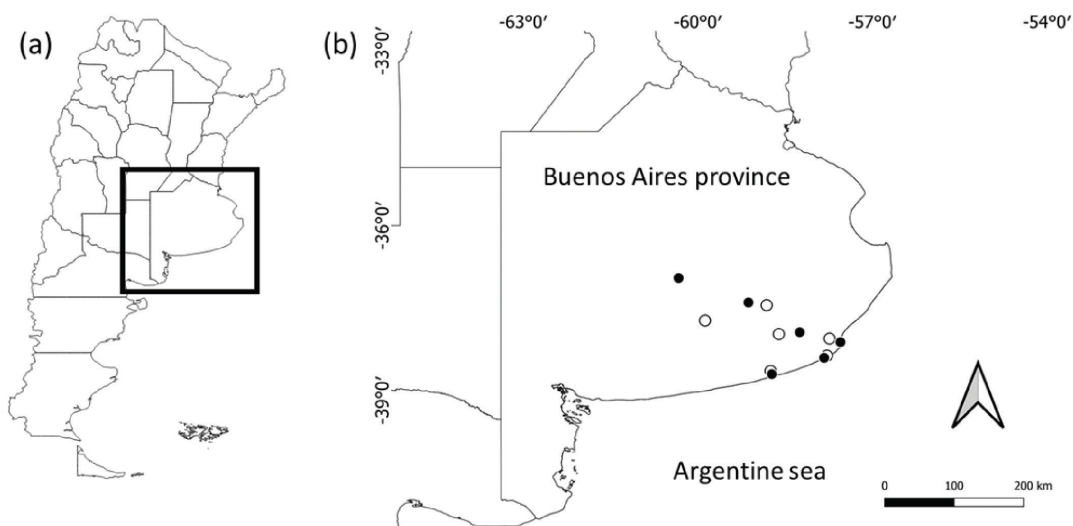 (a)
(b)
-63°0'
-60°0'
-57°0'
-54°0'
-33°0'
-36°0'
-39°0'
Buenos Aires province
Argentine sea
0 100 200 km